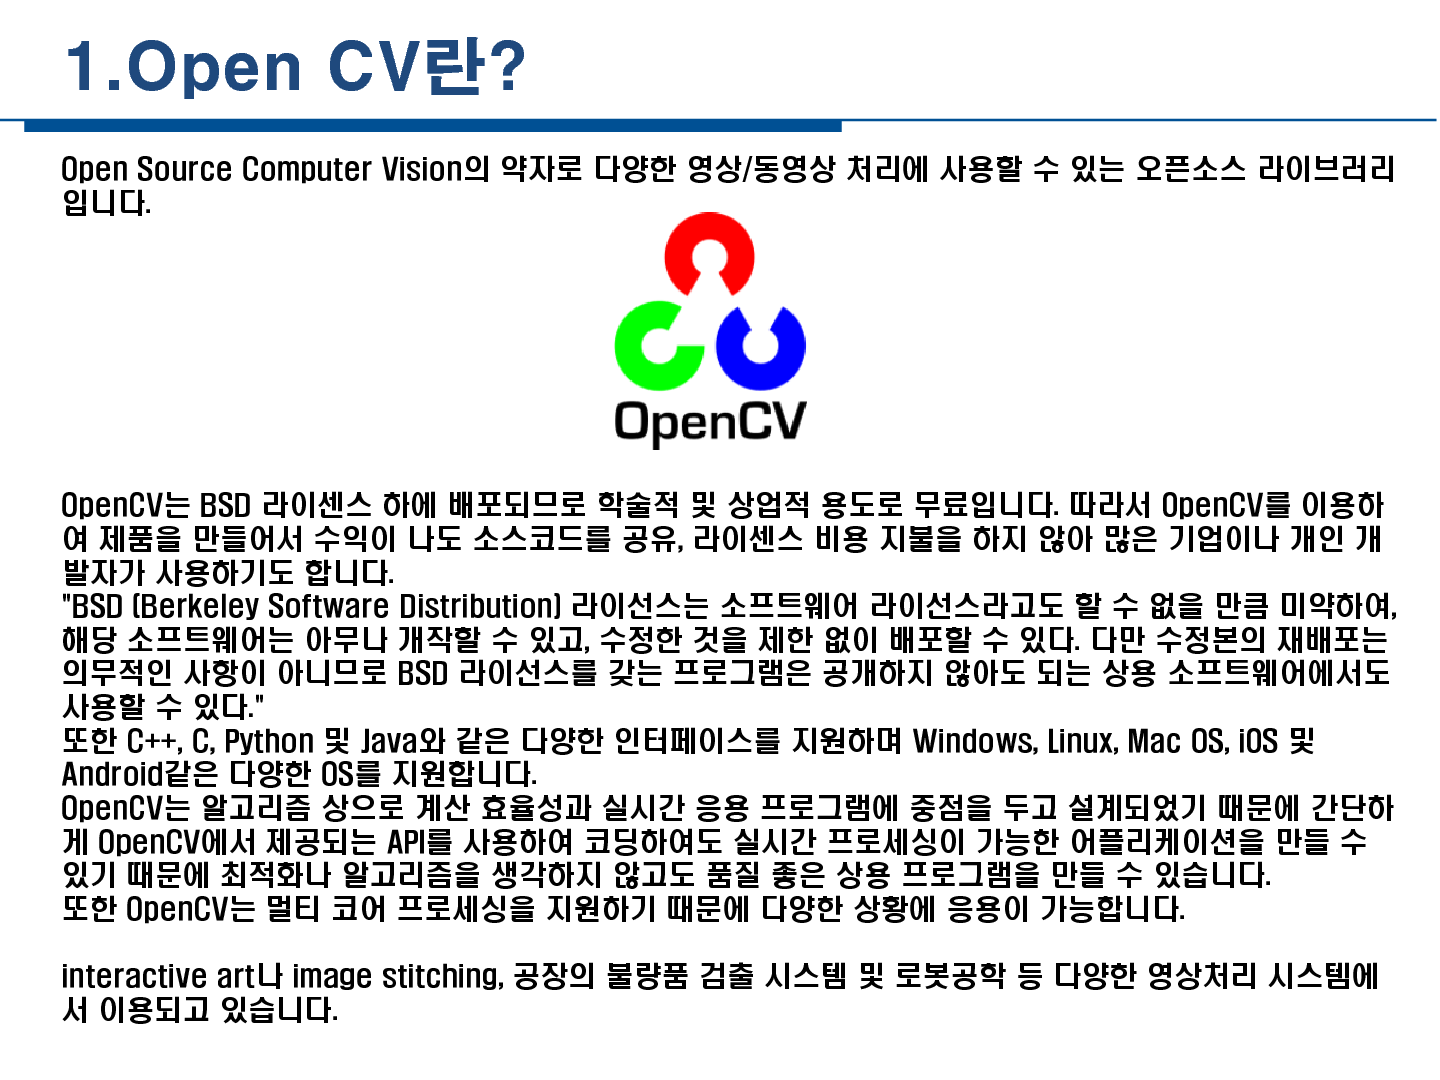 1.Open CV란?
Open Source Computer Vision의 약자로 다양한 영상/동영상 처리에 사용할 수 있는 오픈소스 라이브러리
입니다.
OpenCV
OpenCV는 BSD 라이센스 하에 배포되므로 학술적 및 상업적 용도로 무료입니다. 따라서 OpenCV를 이용하
여 제품을 만들어서 수익이 나도 소스코드를 공유, 라이센스 비용 지불을 하지 않아 많은 기업이나 개인 개
발자가 사용하기도 합니다.
"BSD (Berkeley Software Distribution) 라이선스는 소프트웨어 라이선스라고도 할 수 없을 만큼 미약하여,
해당 소프트웨어는 아무나 개작할 수 있고, 수정한 것을 제한 없이 배포할 수 있다. 다만 수정본의 재배포는
의무적인 사항이 아니므로 BSD 라이선스를 갖는 프로그램은 공개하지 않아도 되는 상용 소프트웨어에서도
사용할 수 있다."
또한 C++, C, Python 및 Java와 같은 다양한 인터페이스를 지원하며 Windows, Linux, Mac OS, iOS 및
Android같은 다양한 OS를 지원합니다.
OpenCV는 알고리즘 상으로 계산 효율성과 실시간 응용 프로그램에 중점을 두고 설계되었기 때문에 간단하
게 OpenCV에서 제공되는 API를 사용하여 코딩하여도 실시간 프로세싱이 가능한 어플리케이션을 만들 수
있기 때문에 최적화나 알고리즘을 생각하지 않고도 품질 좋은 상용 프로그램을 만들 수 있습니다.
또한 OpenCV는 멀티 코어 프로세싱을 지원하기 때문에 다양한 상황에 응용이 가능합니다.
interactive art나 image stitching, 공장의 불량품 검출 시스템 및 로봇공학 등 다양한 영상처리 시스템에
서 이용되고 있습니다.